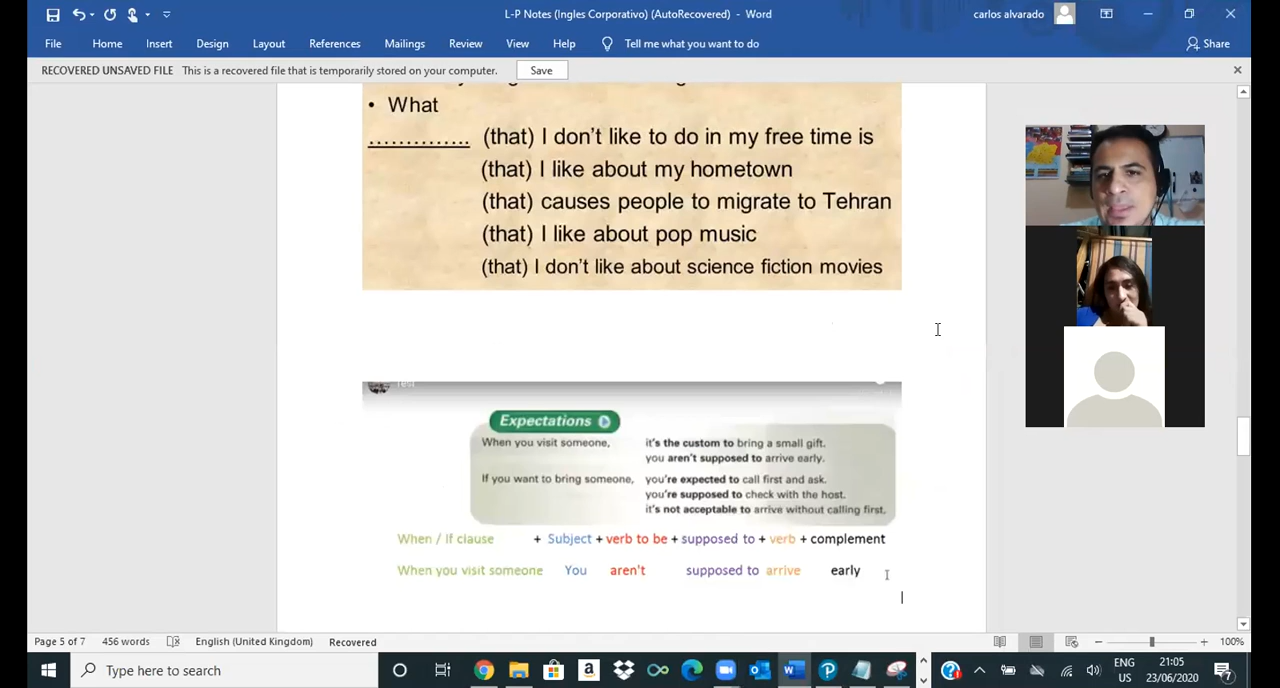 L-P Notes (Ingles Corporativo) (AutoRecovered) - Word
carlos alvarado
File Home Insert Design Layout References Mailings Review View Help Tell me what you want to do
Share
RECOVERED UNSAVED FILE This is a recovered file that is temporarily stored on your computer. Save
• What
.............. (that) I don't like to do in my free time is
(that) I like about my hometown
(that) causes people to migrate to Tehran
(that) I like about pop music
(that) I don't like about science fiction movies
Test
Expectations
When you visit someone, it's the custom to bring a small gift.
you aren't supposed to arrive early.
If you want to bring someone, you're expected to call first and ask.
you're supposed to check with the host.
it's not acceptable to arrive without calling first.
When / If clause + Subject + verb to be + supposed to + verb + complement
When you visit someone You aren't supposed to arrive early
Page 5 of 7 456 words English (United Kingdom) Recovered 100%
Type here to search
ENG
US
21:05
23/06/2020
7